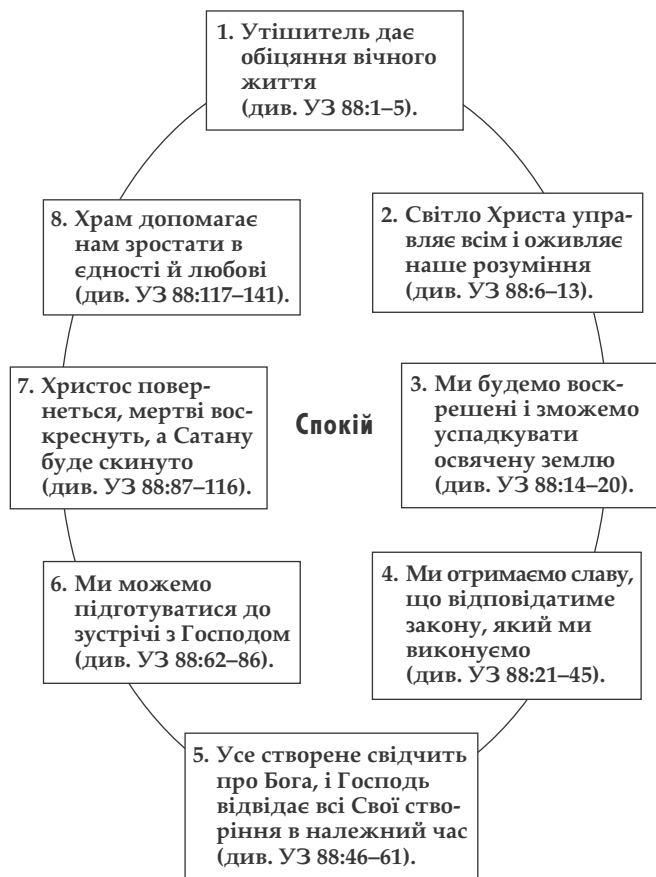 1. Утішитель дає
обіцяння вічного
життя
(див. УЗ 88:1–5).
2. Світло Христа упра-
вляє всім і оживляє
наше розуміння
(див. УЗ 88:6–13).
3. Ми будемо воск-
решені і зможемо
успадкувати
освячену землю
(див. УЗ 88:14–20).
4. Ми отримаємо славу,
що відповідатиме
закону, який ми
виконуємо
(див. УЗ 88:21–45).
5. Усе створене свідчить
про Бога, і Господь
відвідає всі Свої ство-
ріння в належний час
(див. УЗ 88:46–61).
6. Ми можемо
підготуватися до
зустрічі з Господом
(див. УЗ 88:62–86).
7. Христос повер-
неться, мертві вос-
креснуть, а Сатану
буде скинуто
(див. УЗ 88:87–116).
8. Храм допомагає
нам зростати в
єдності й любові
(див. УЗ 88:117–141).
Спокій